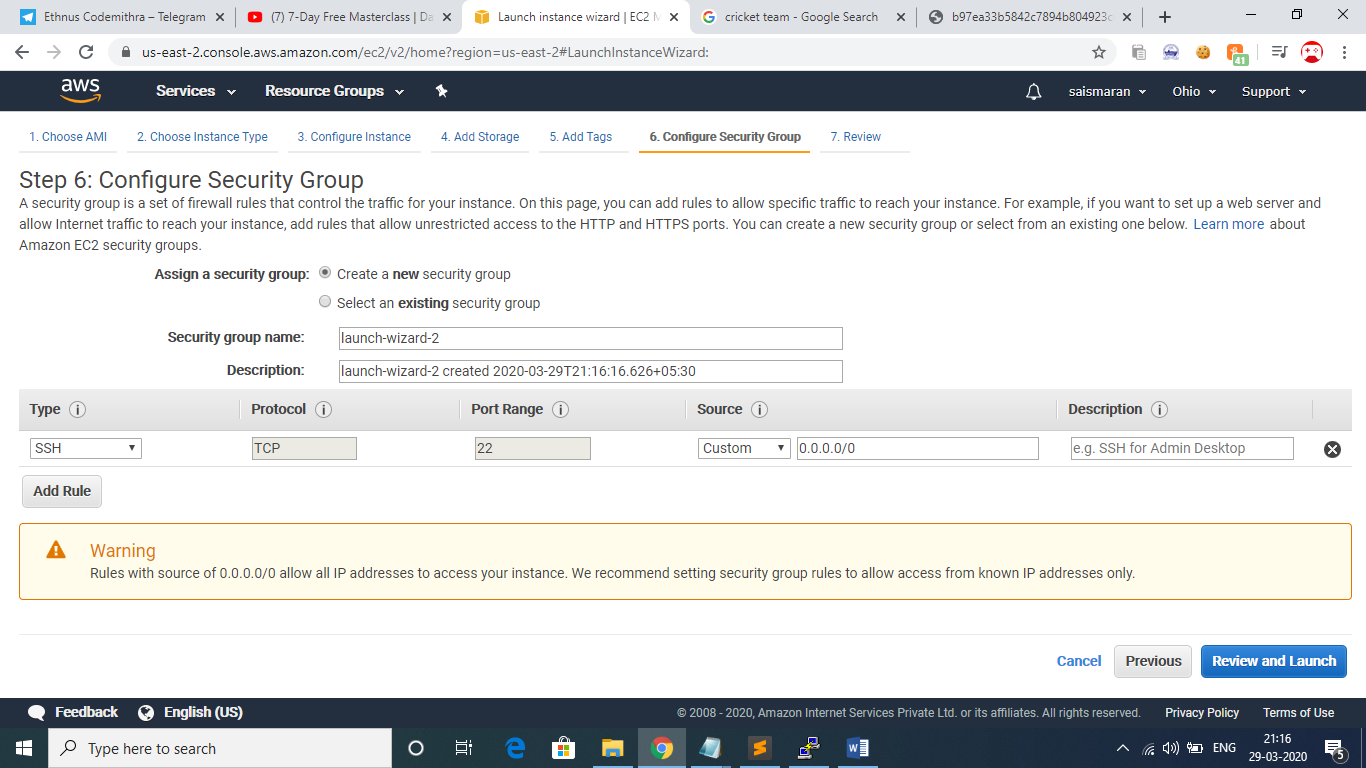 Ethnus Codemithra – Telegram
(7) 7-Day Free Masterclass | Da
Launch instance wizard | EC2 M
cricket team - Google Search
b97ea33b5842c7894b804923c
us-east-2.console.aws.amazon.com/ec2/v2/home?region=us-east-2#LaunchInstanceWizard:
41
aws
Services
Resource Groups
saismaran
Ohio
Support
1. Choose AMI
2. Choose Instance Type
3. Configure Instance
4. Add Storage
5. Add Tags
6. Configure Security Group
7. Review
Step 6: Configure Security Group
A security group is a set of firewall rules that control the traffic for your instance. On this page, you can add rules to allow specific traffic to reach your instance. For example, if you want to set up a web server and
allow Internet traffic to reach your instance, add rules that allow unrestricted access to the HTTP and HTTPS ports. You can create a new security group or select from an existing one below. Learn more about
Amazon EC2 security groups.
Assign a security group:
Create a new security group
Select an existing security group
Security group name:
launch-wizard-2
Description:
launch-wizard-2 created 2020-03-29T21:16:16.626+05:30
Type
Protocol
Port Range
Source
Description
SSH
TCP
22
Custom
0.0.0.0/0
e.g. SSH for Admin Desktop
Add Rule
Warning
Rules with source of 0.0.0.0/0 allow all IP addresses to access your instance. We recommend setting security group rules to allow access from known IP addresses only.
Cancel
Previous
Review and Launch
Feedback
English (US)
© 2008 - 2020, Amazon Internet Services Private Ltd. or its affiliates. All rights reserved.
Privacy Policy
Terms of Use
Type here to search
ENG
21:16
29-03-2020
5